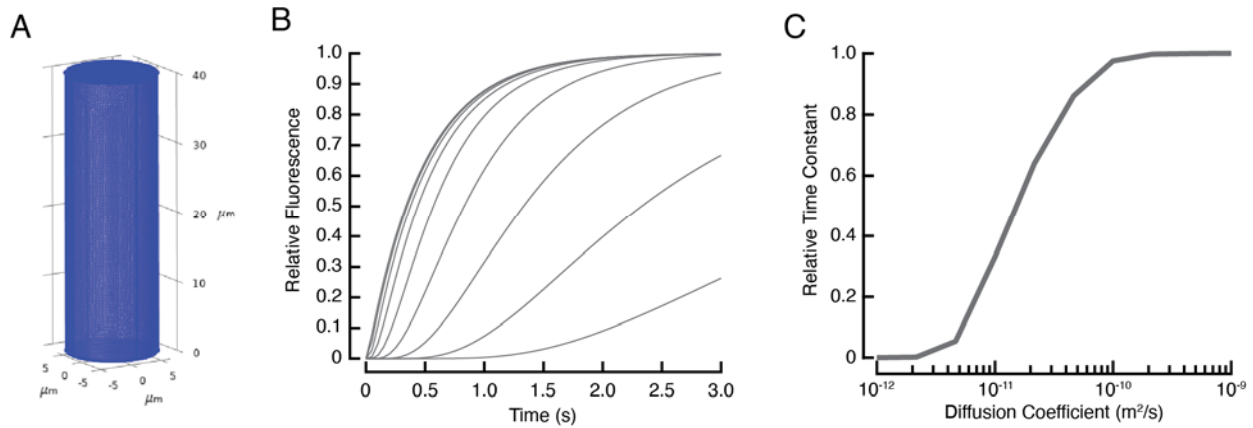 A
40
30
20 μm
10
0
5
0
-5
μm
-5
0
5
μm
B
Relative Fluorescence
1.0
0.9
0.8
0.7
0.6
0.5
0.4
0.3
0.2
0.1
0
0 0.5 1.0 1.5 2.0 2.5 3.0
Time (s)
C
Relative Time Constant
1.0
0.8
0.6
0.4
0.2
0
10-12 10-11 10-10 10-9
Diffusion Coefficient (m2/s)